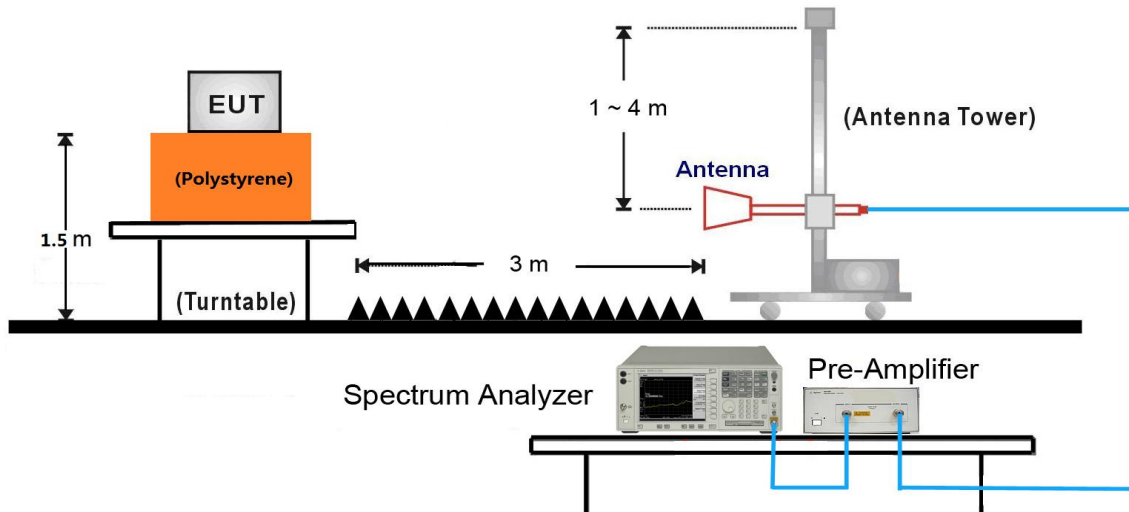 EUT
(Polystyrene)
1.5 m
(Turntable)
3 m
1 ~ 4 m
Antenna
(Antenna Tower)
Spectrum Analyzer
Pre-Amplifier